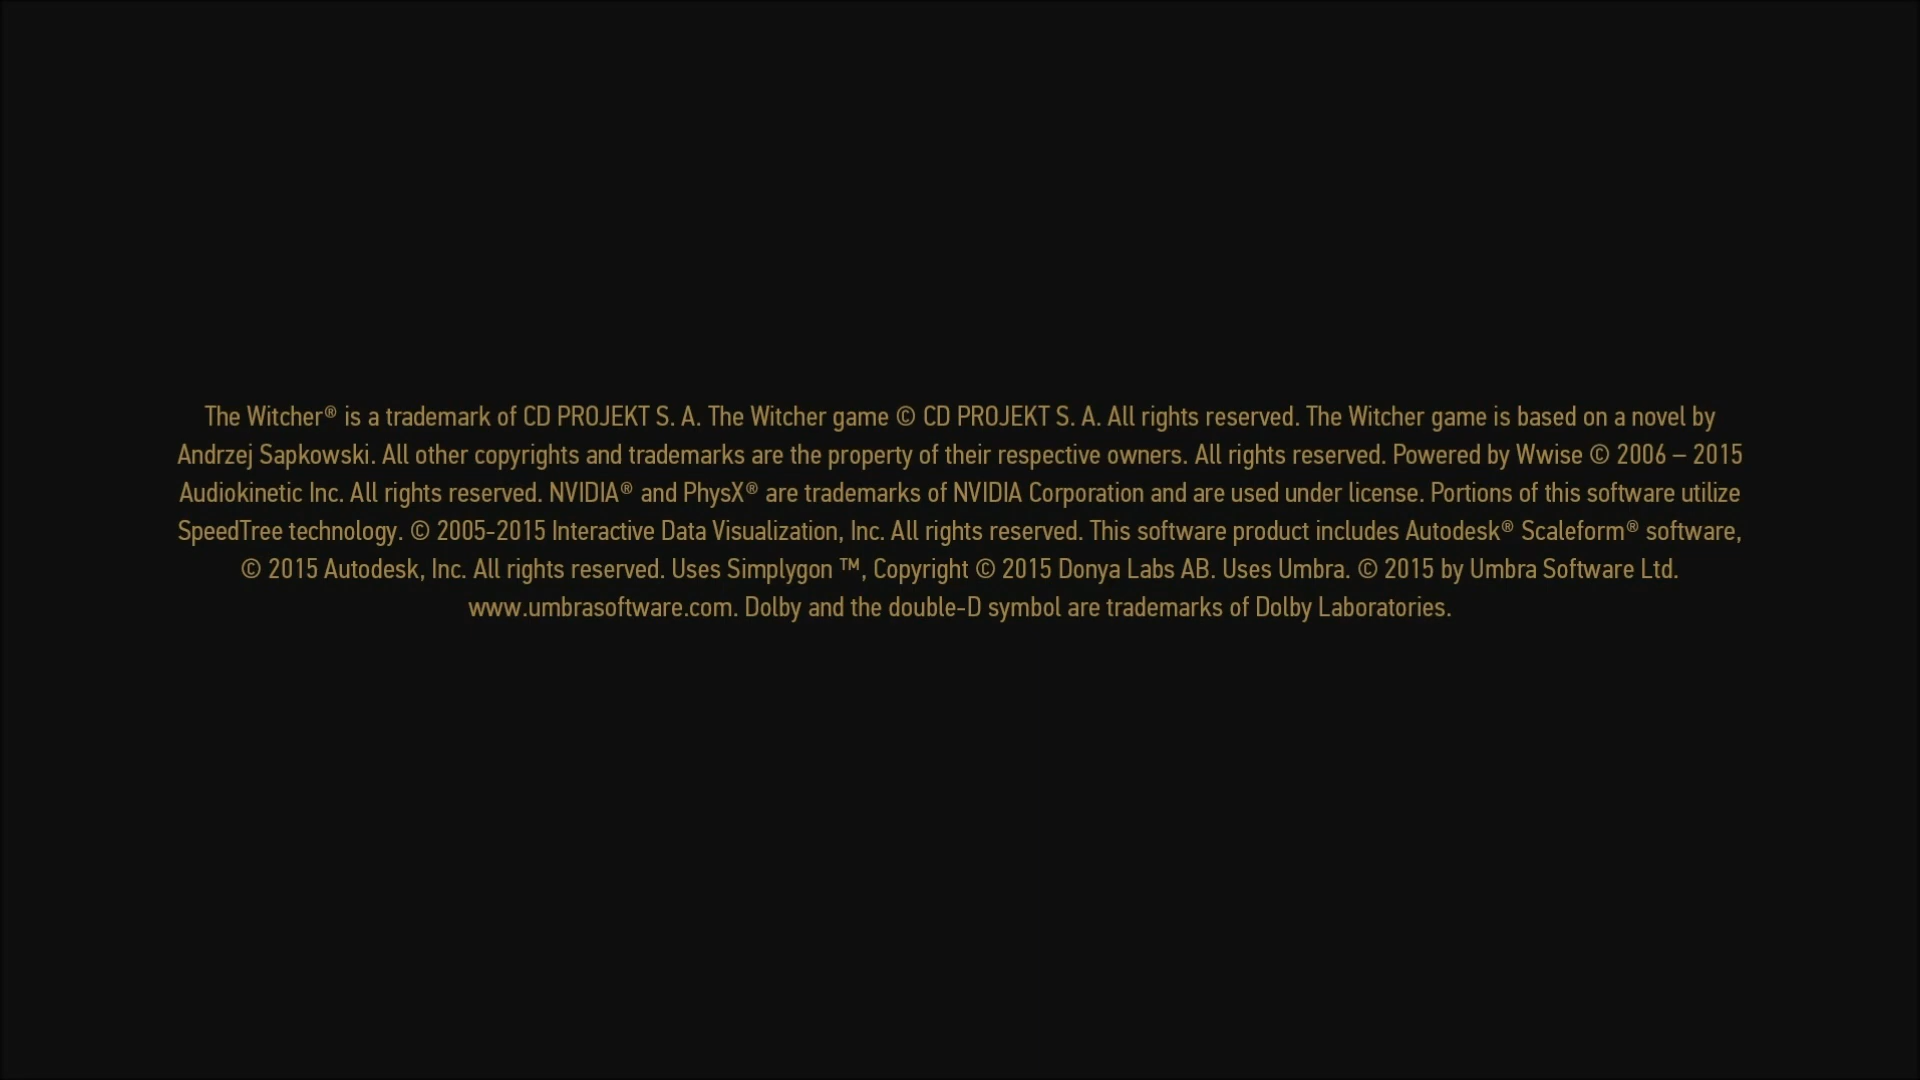 The Witcher® is a trademark of CD PROJEKT S. A. The Witcher game © CD PROJEKT S. A. All rights reserved. The Witcher game is based on a novel by
Andrzej Sapkowski. All other copyrights and trademarks are the property of their respective owners. All rights reserved. Powered by Wwise © 2006 – 2015
Audiokinetic Inc. All rights reserved. NVIDIA® and PhysX® are trademarks of NVIDIA Corporation and are used under license. Portions of this software utilize
SpeedTree technology. © 2005-2015 Interactive Data Visualization, Inc. All rights reserved. This software product includes Autodesk® Scaleform® software,
© 2015 Autodesk, Inc. All rights reserved. Uses Simplygon ™, Copyright © 2015 Donya Labs AB. Uses Umbra. © 2015 by Umbra Software Ltd.
www.umbrasoftware.com. Dolby and the double-D symbol are trademarks of Dolby Laboratories.